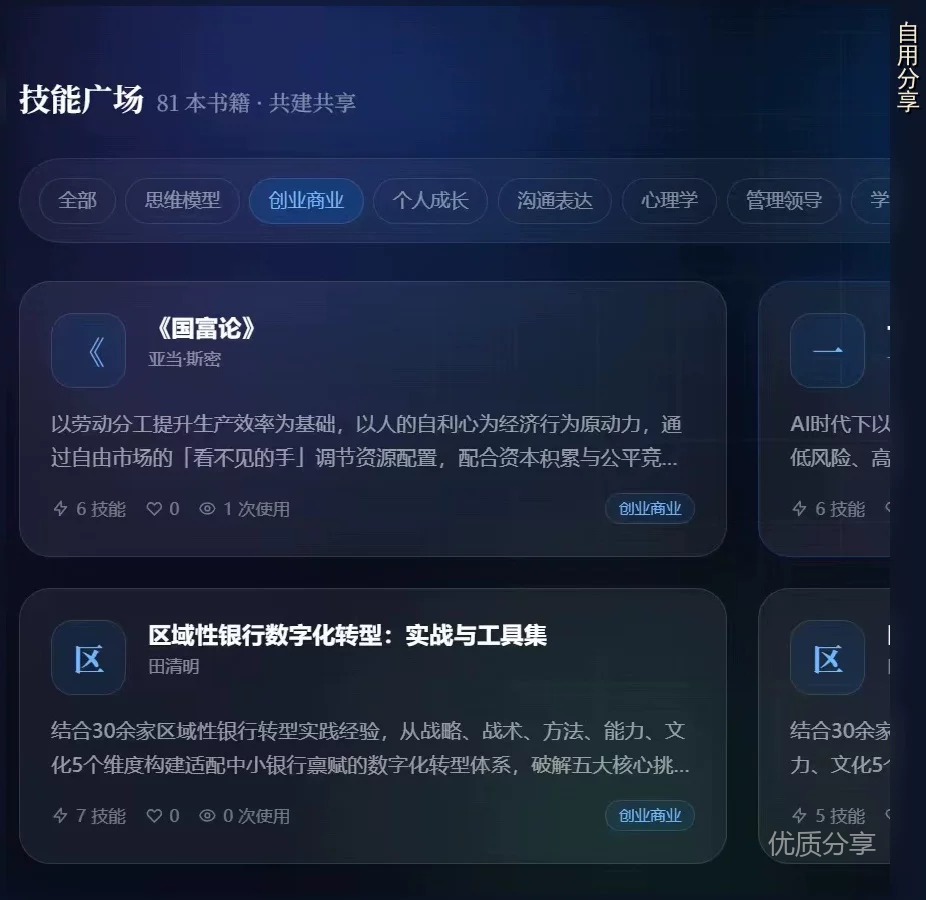 自用分享
技能广场 81 本书籍 · 共建共享
全部 思维模型 创业商业 个人成长 沟通表达 心理学 管理领导 学
《
《国富论》
亚当·斯密
以劳动分工提升生产效率为基础，以人的自利心为经济行为原动力，通
过自由市场的「看不见的手」调节资源配置，配合资本积累与公平竞...
6 技能 0 1 次使用 创业商业
一
AI时代下以
低风险、高
6 技能
区
区域性银行数字化转型：实战与工具集
田清明
结合30余家区域性银行转型实践经验，从战略、战术、方法、能力、文
化5个维度构建适配中小银行禀赋的数字化转型体系，破解五大核心挑...
7 技能 0 0 次使用 创业商业
区
结合30余家
力、文化5个
5 技能
优质分享